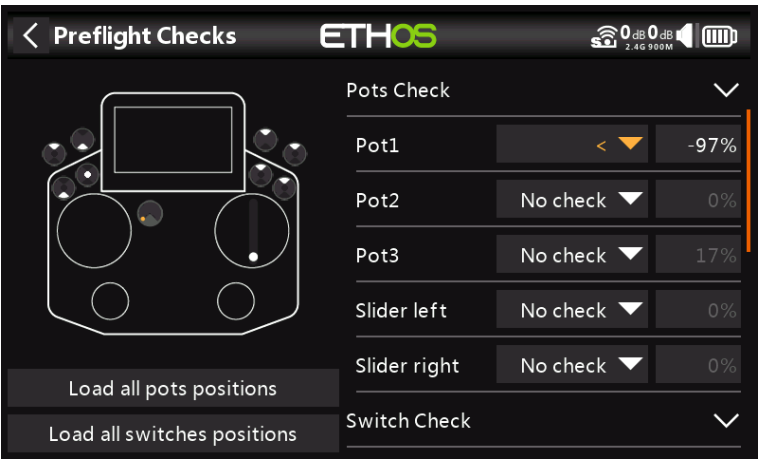 Preflight Checks
ETHOS
0dB 0dB
2.4G 900M
Pots Check
Pot1 < -97%
Pot2 No check 0%
Pot3 No check 17%
Slider left No check 0%
Slider right No check 0%
Load all pots positions
Load all switches positions
Switch Check